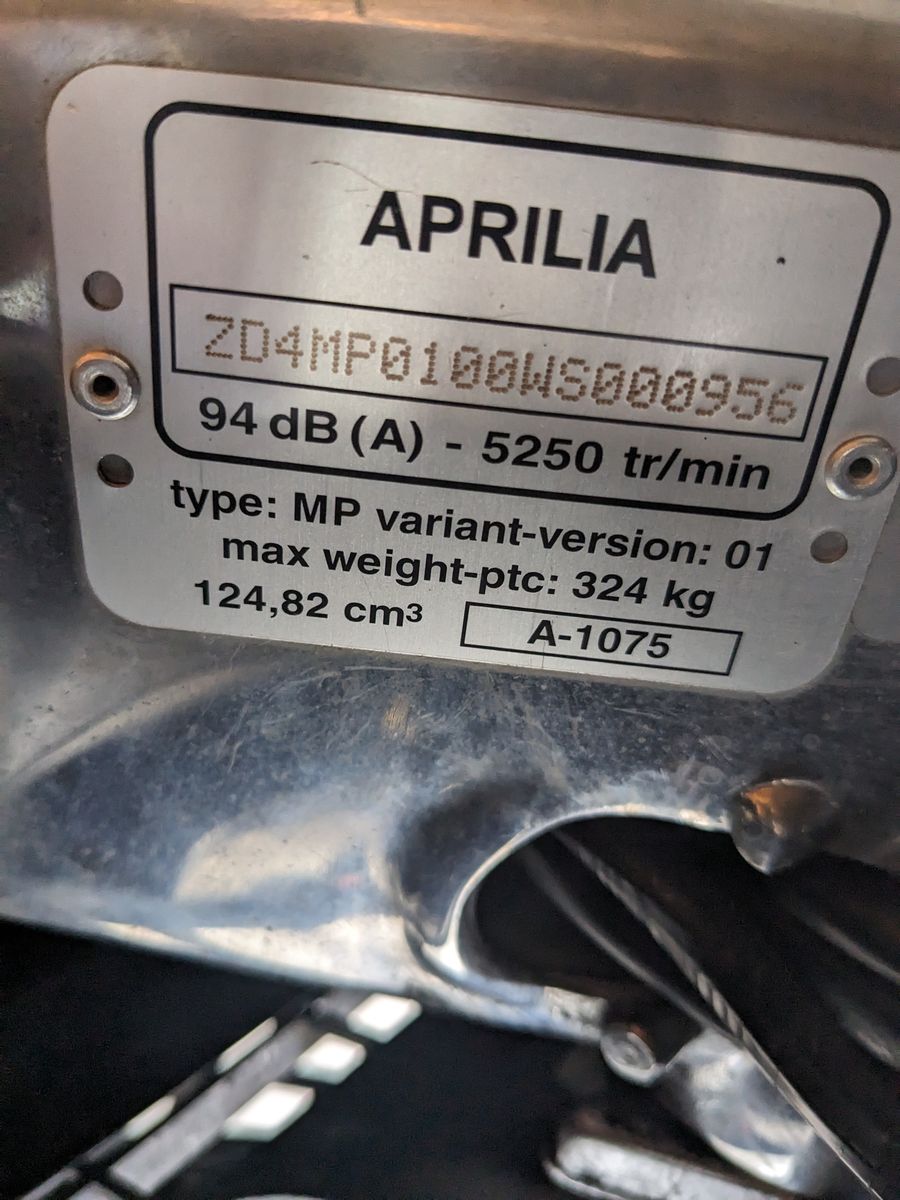 APRILIA
ZD4MP0100WS000956
94 dB (A) - 5250 tr/min
type: MP variant-version: 01
max weight-ptc: 324 kg
124,82 cm³ A-1075